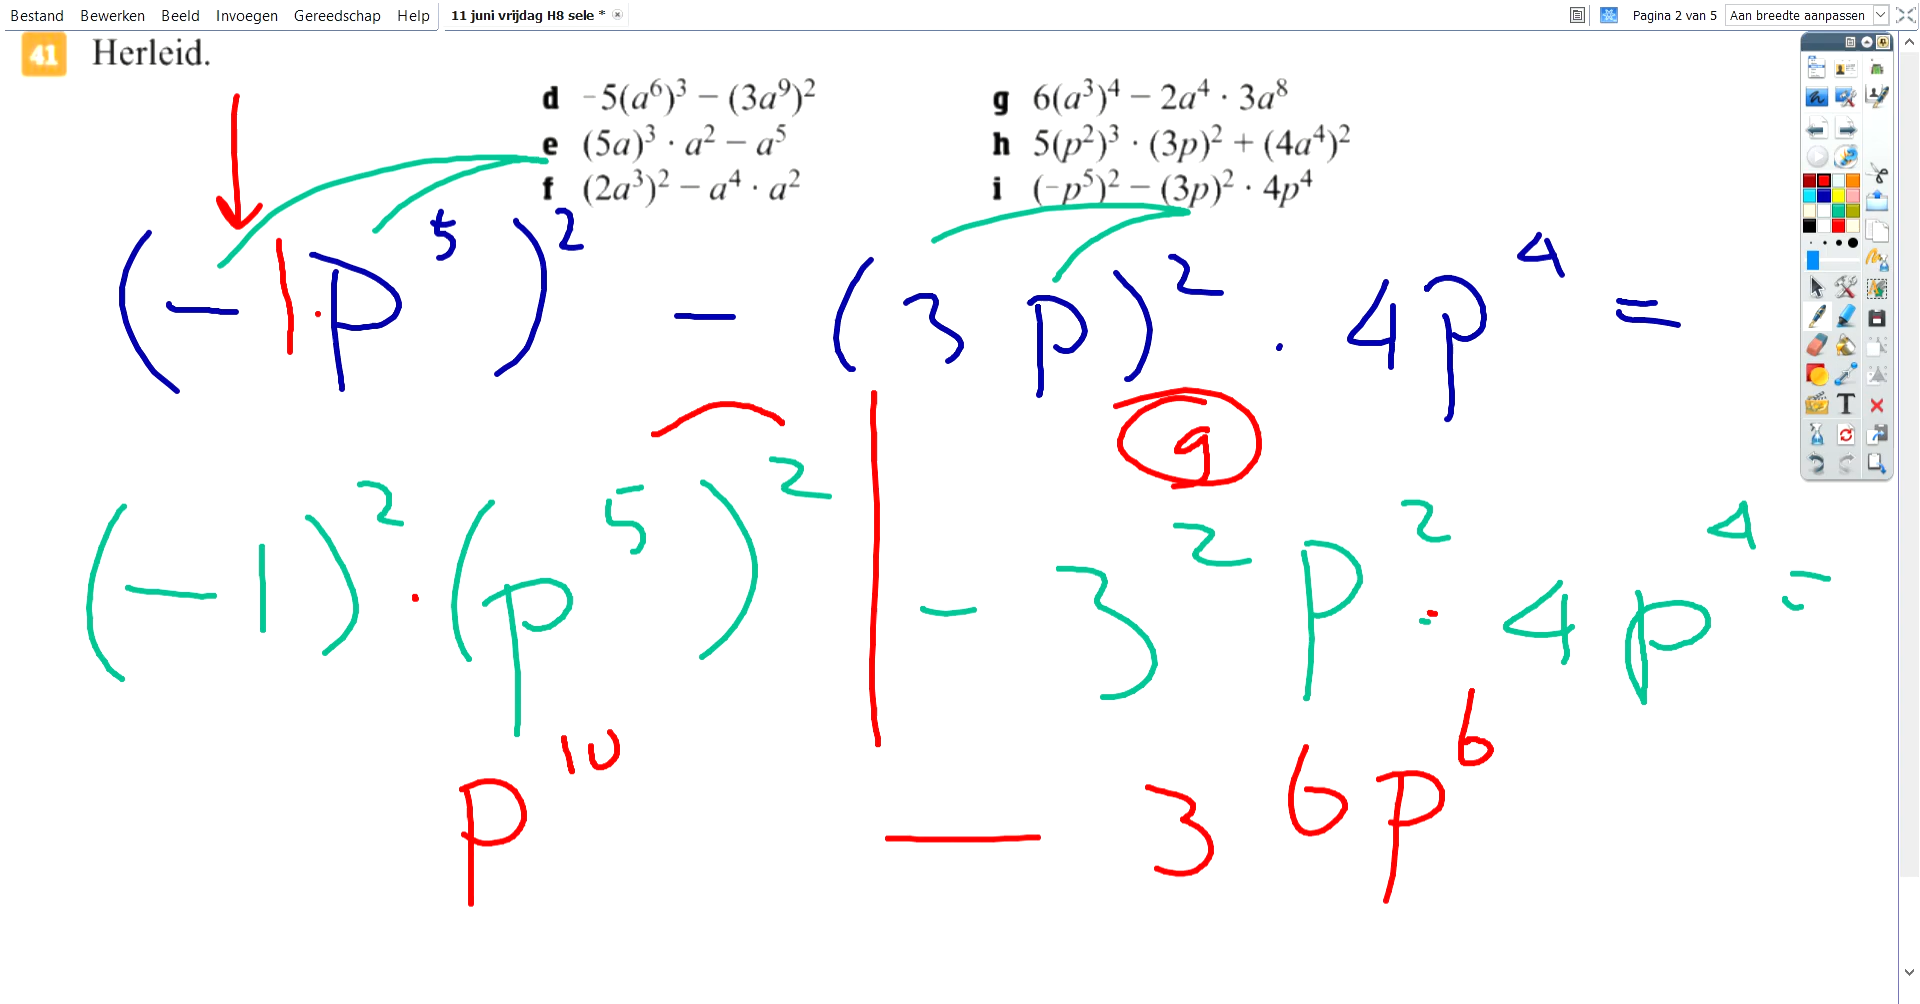 Bestand Bewerken Beeld Invoegen Gereedschap Help 11 juni vrijdag H8 sele * Pagina 2 van 5 Aan breedte aanpassen
41 Herleid.
d -5(a⁶)³ − (3a⁹)²
e (5a)³ · a² − a⁵
f (2a³)² − a⁴ · a²
g 6(a³)⁴ − 2a⁴ · 3a⁸
h 5(p²)³ · (3p)² + (4a⁴)²
i (-p⁵)² − (3p)² · 4p⁴
(-1·p⁵)² − (3p)² · 4p⁴ =
9
(-1)² · (p⁵)² − 3² p² · 4p⁴ =
p¹⁰ − 36p⁶